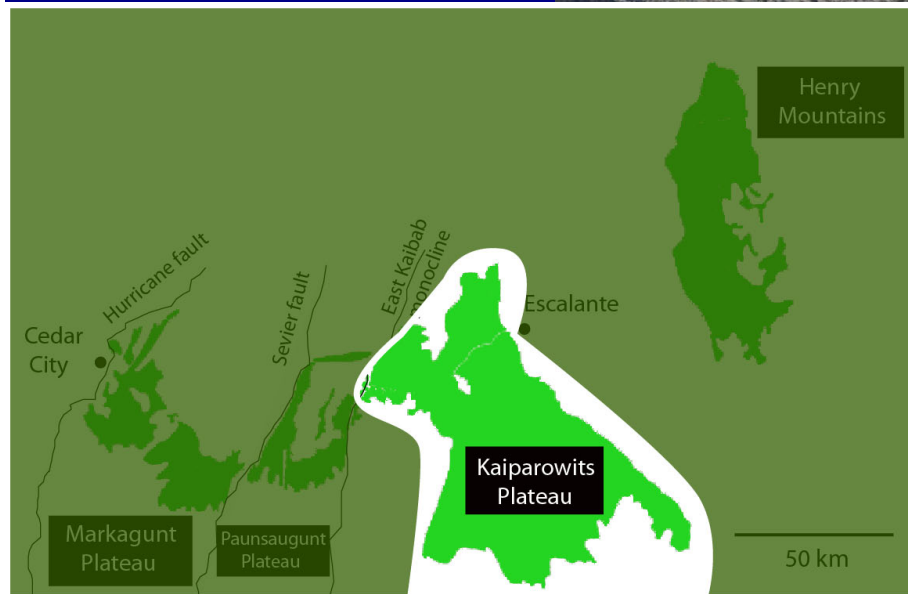 Henry
Mountains
Hurricane fault
East Kaibab
monocline
Sevier fault
Escalante
Cedar
City
Kaiparowits
Plateau
Markagunt
Plateau
Paunsaugunt
Plateau
50 km